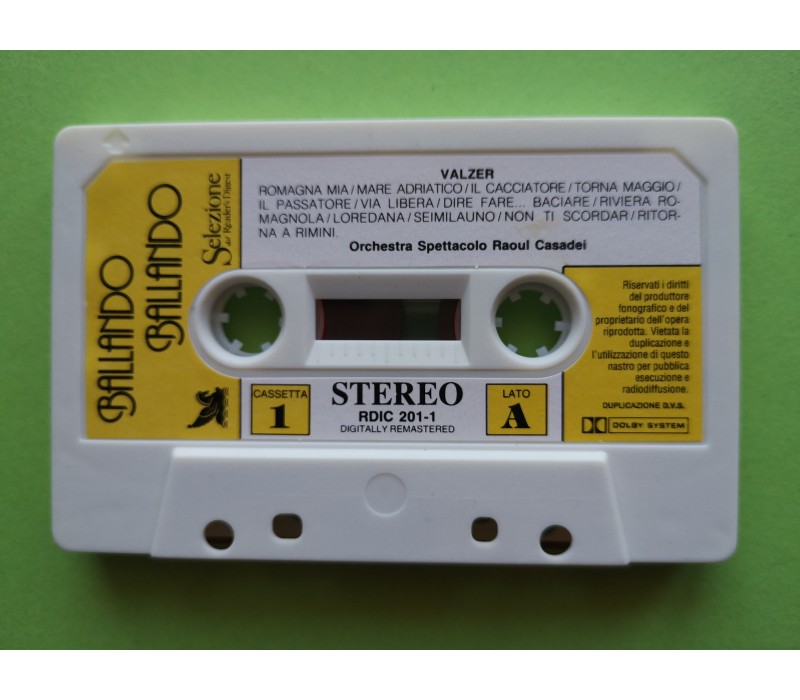 BALLANDO
BALLANDO
Selezione
dal Reader's Digest
VALZER
ROMAGNA MIA/MARE ADRIATICO/IL CACCIATORE/TORNA MAGGIO/
IL PASSATORE/VIA LIBERA/DIRE FARE... BACIARE/RIVIERA RO-
MAGNOLA/LOREDANA/SEIMILAUNO/NON TI SCORDAR/RITOR-
NA A RIMINI.
Orchestra Spettacolo Raoul Casadei
Riservati i diritti
del produttore
fonografico e del
proprietario dell'opera
riprodotta. Vietata la
duplicazione e
l'utilizzazione di questo
nastro per pubblica
esecuzione e
radiodiffusione.
DUPLICAZIONE D.V.S.
DOLBY SYSTEM
CASSETTA
1
STEREO
RDIC 201-1
DIGITALLY REMASTERED
LATO
A